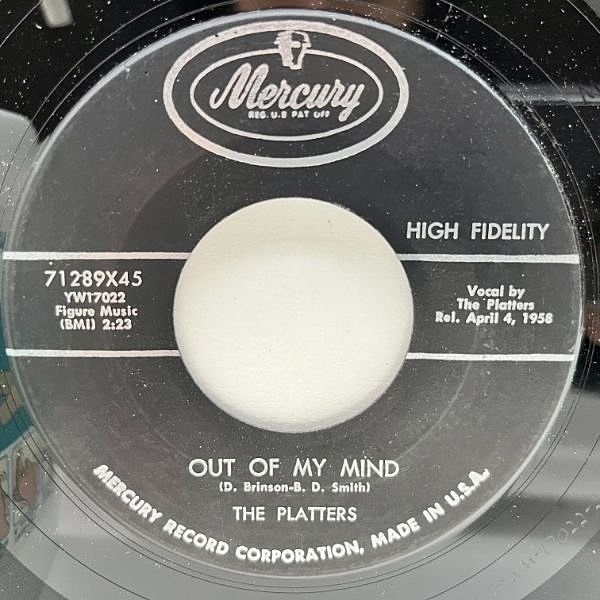 Mercury
REG. U.S PAT OFF
HIGH FIDELITY
71289X45
YW17022
Figure Music
(BMI) 2:23
Vocal by
The Platters
Rel. April 4, 1958
OUT OF MY MIND
(D. Brinson-B. D. Smith)
THE PLATTERS
MERCURY RECORD CORPORATION, MADE IN U.S.A.